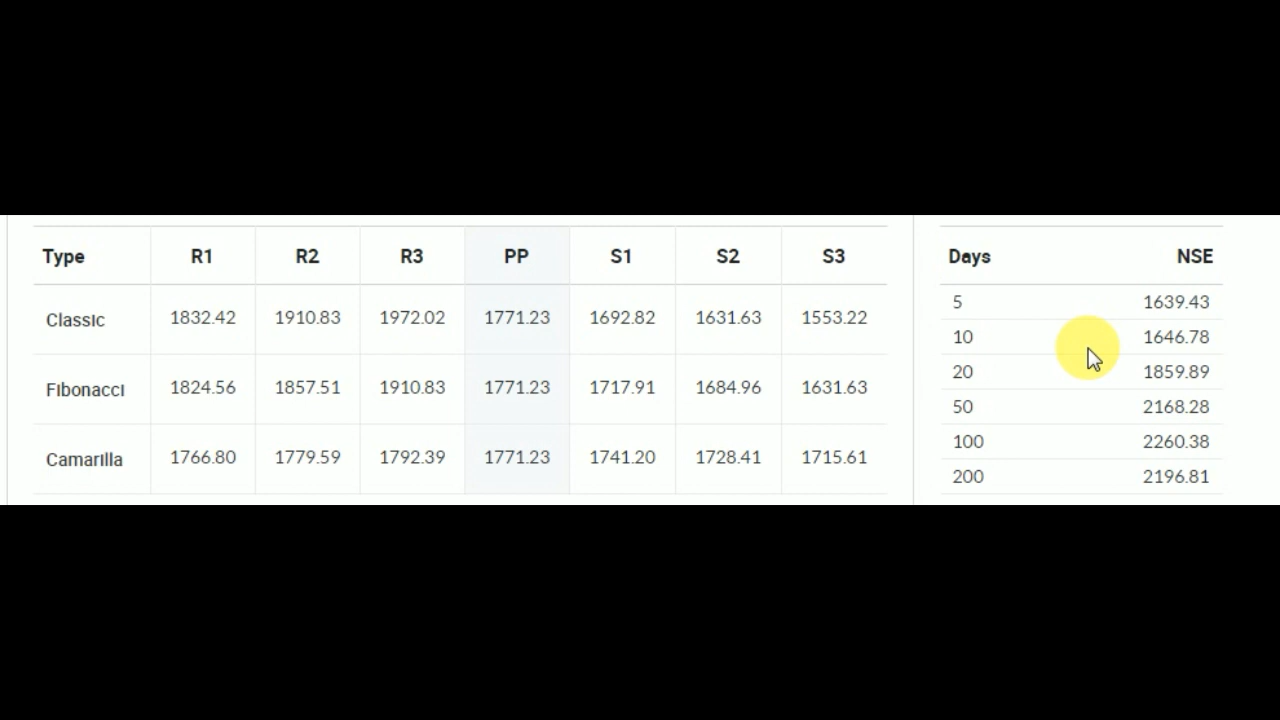 Type R1 R2 R3 PP S1 S2 S3
Classic 1832.42 1910.83 1972.02 1771.23 1692.82 1631.63 1553.22
Fibonacci 1824.56 1857.51 1910.83 1771.23 1717.91 1684.96 1631.63
Camarilla 1766.80 1779.59 1792.39 1771.23 1741.20 1728.41 1715.61
Days NSE
5 1639.43
10 1646.78
20 1859.89
50 2168.28
100 2260.38
200 2196.81